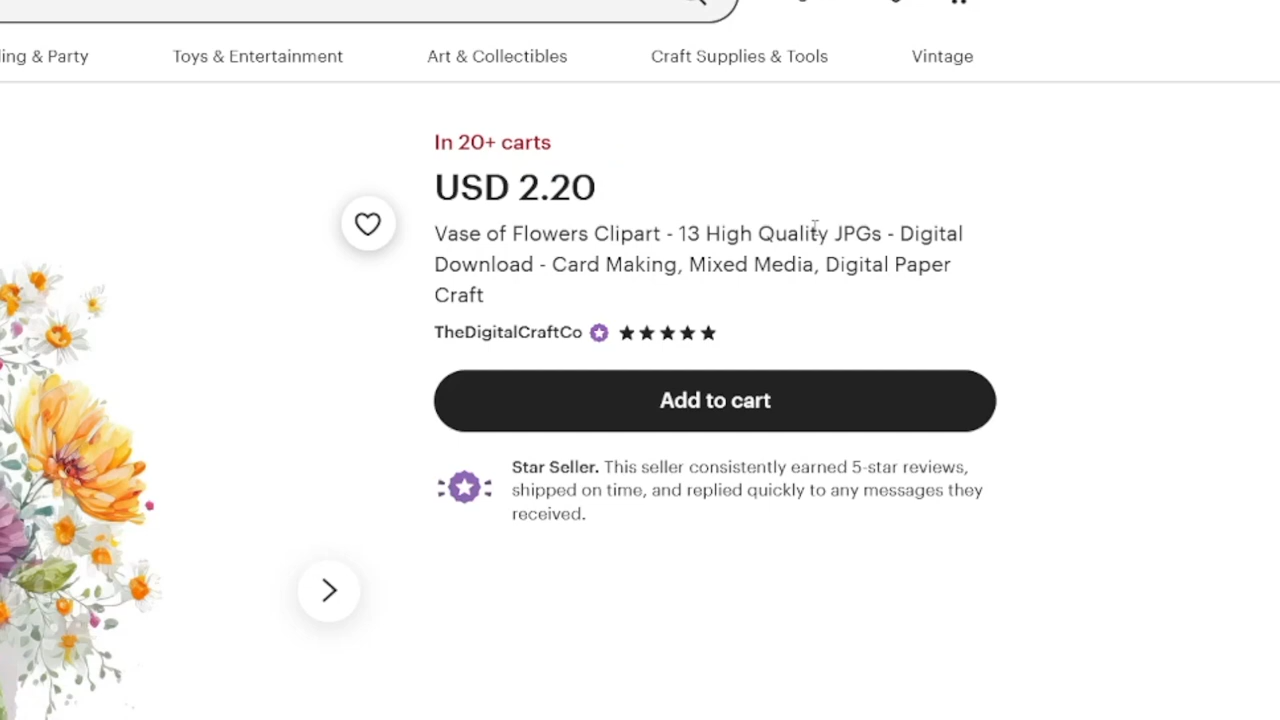 ling & Party Toys & Entertainment Art & Collectibles Craft Supplies & Tools Vintage
In 20+ carts
USD 2.20
Vase of Flowers Clipart - 13 High Quality JPGs - Digital
Download - Card Making, Mixed Media, Digital Paper
Craft
TheDigitalCraftCo
Add to cart
Star Seller. This seller consistently earned 5-star reviews,
shipped on time, and replied quickly to any messages they
received.